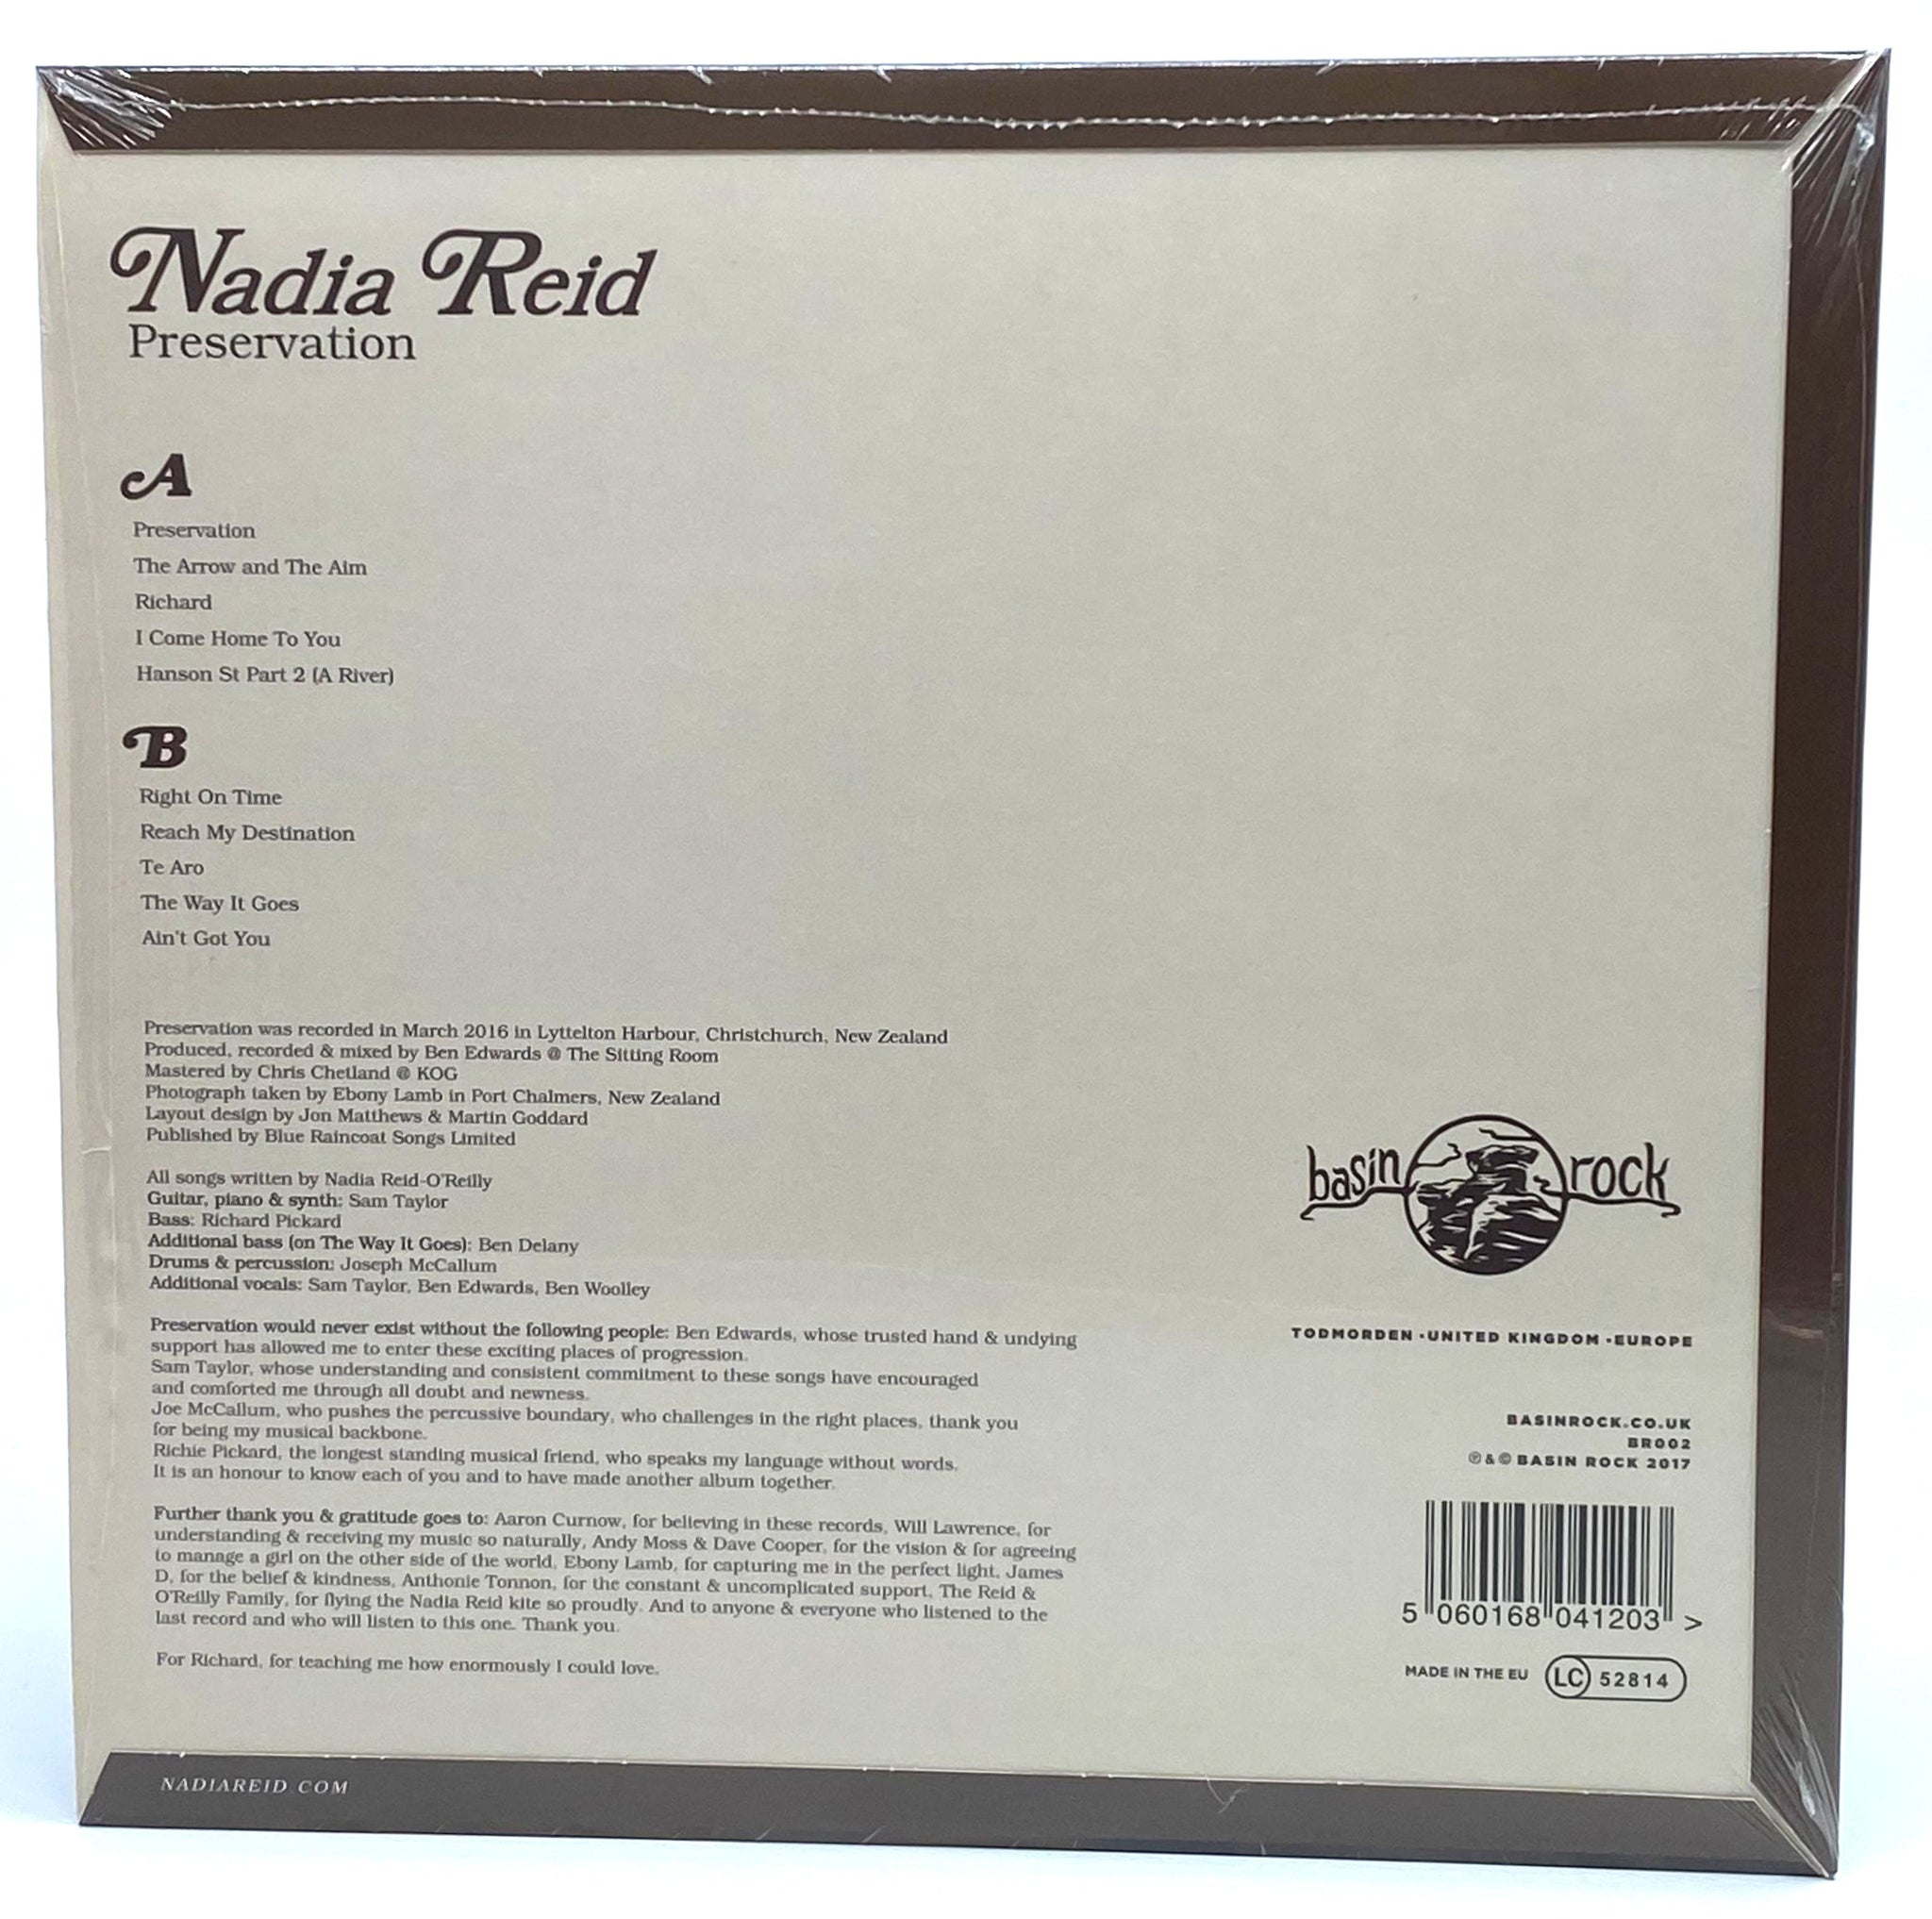 Nadia Reid
Preservation
A
Preservation
The Arrow and The Aim
Richard
I Come Home To You
Hanson St Part 2 (A River)
B
Right On Time
Reach My Destination
Te Aro
The Way It Goes
Ain't Got You
Preservation was recorded in March 2016 in Lyttelton Harbour, Christchurch, New Zealand
Produced, recorded & mixed by Ben Edwards @ The Sitting Room
Mastered by Chris Chetland @ KOG
Photograph taken by Ebony Lamb in Port Chalmers, New Zealand
Layout design by Jon Matthews & Martin Goddard
Published by Blue Raincoat Songs Limited
All songs written by Nadia Reid-O'Reilly
Guitar, piano & synth: Sam Taylor
Bass: Richard Pickard
Additional bass (on The Way It Goes): Ben Delany
Drums & percussion: Joseph McCallum
Additional vocals: Sam Taylor, Ben Edwards, Ben Woolley
Preservation would never exist without the following people: Ben Edwards, whose trusted hand & undying
support has allowed me to enter these exciting places of progression.
Sam Taylor, whose understanding and consistent commitment to these songs have encouraged
and comforted me through all doubt and newness.
Joe McCallum, who pushes the percussive boundary, who challenges in the right places, thank you
for being my musical backbone.
Richie Pickard, the longest standing musical friend, who speaks my language without words.
It is an honour to know each of you and to have made another album together.
Further thank you & gratitude goes to: Aaron Curnow, for believing in these records, Will Lawrence, for
understanding & receiving my music so naturally, Andy Moss & Dave Cooper, for the vision & for agreeing
to manage a girl on the other side of the world, Ebony Lamb, for capturing me in the perfect light, James
D, for the belief & kindness, Anthonie Tonnon, for the constant & uncomplicated support, The Reid &
O'Reilly Family, for flying the Nadia Reid kite so proudly. And to anyone & everyone who listened to the
last record and who will listen to this one. Thank you.
For Richard, for teaching me how enormously I could love.
basin rock
TODMORDEN · UNITED KINGDOM · EUROPE
BASINROCK.CO.UK
BR002
℗ & © BASIN ROCK 2017
5 060168 041203 >
MADE IN THE EU LC 52814
NADIAREID COM